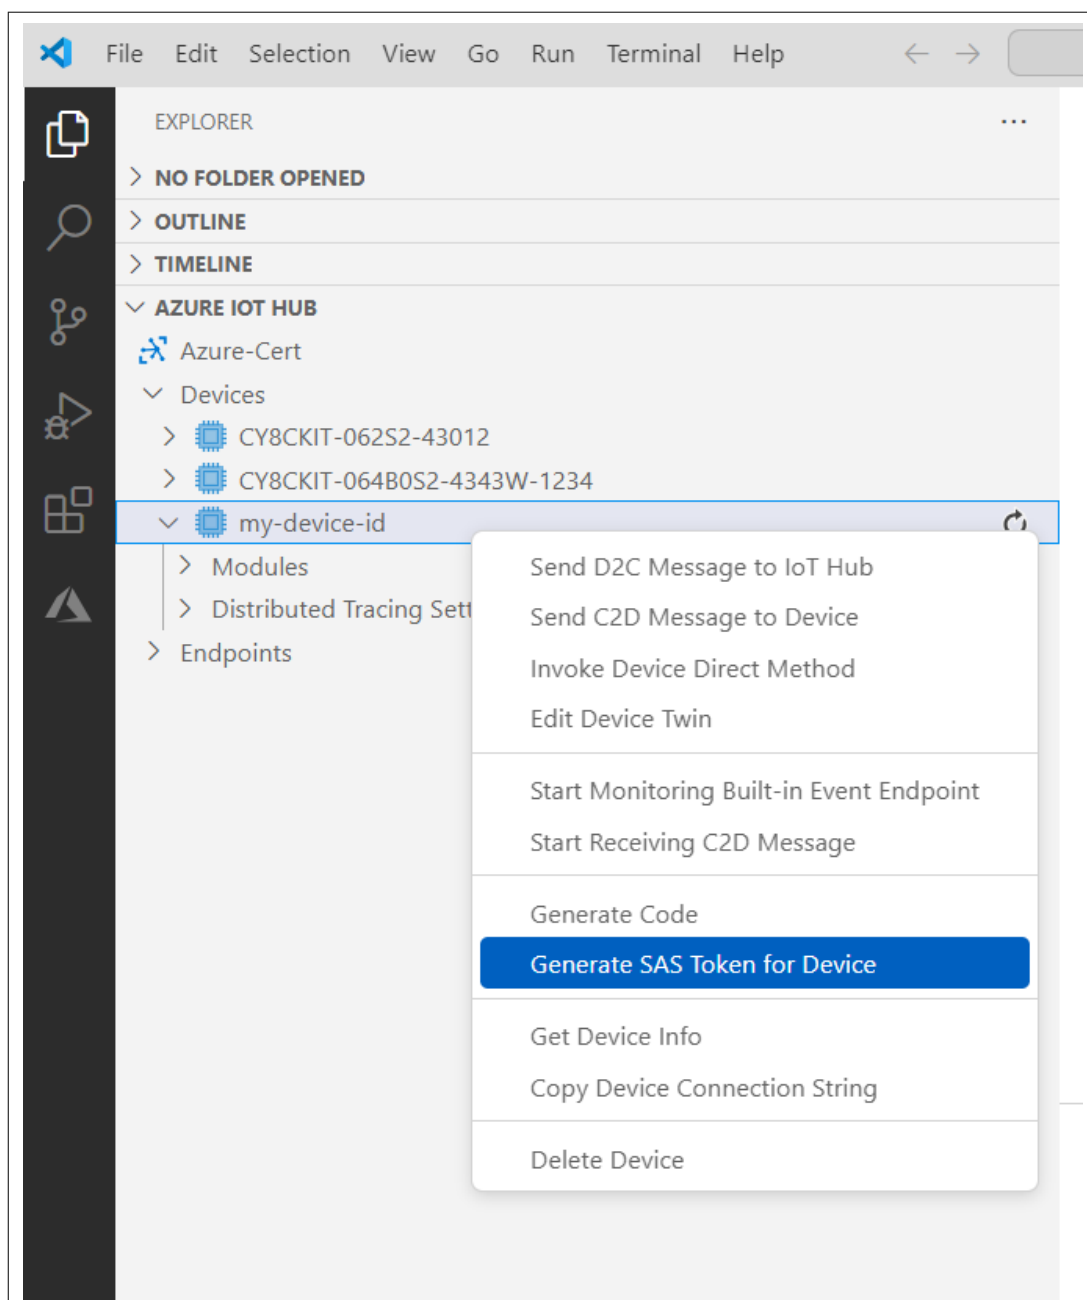 File Edit Selection View Go Run Terminal Help
EXPLORER
NO FOLDER OPENED
OUTLINE
TIMELINE
AZURE IOT HUB
Azure-Cert
Devices
CY8CKIT-062S2-43012
CY8CKIT-064B0S2-4343W-1234
my-device-id
Modules
Distributed Tracing Sett
Endpoints
Send D2C Message to IoT Hub
Send C2D Message to Device
Invoke Device Direct Method
Edit Device Twin
Start Monitoring Built-in Event Endpoint
Start Receiving C2D Message
Generate Code
Generate SAS Token for Device
Get Device Info
Copy Device Connection String
Delete Device